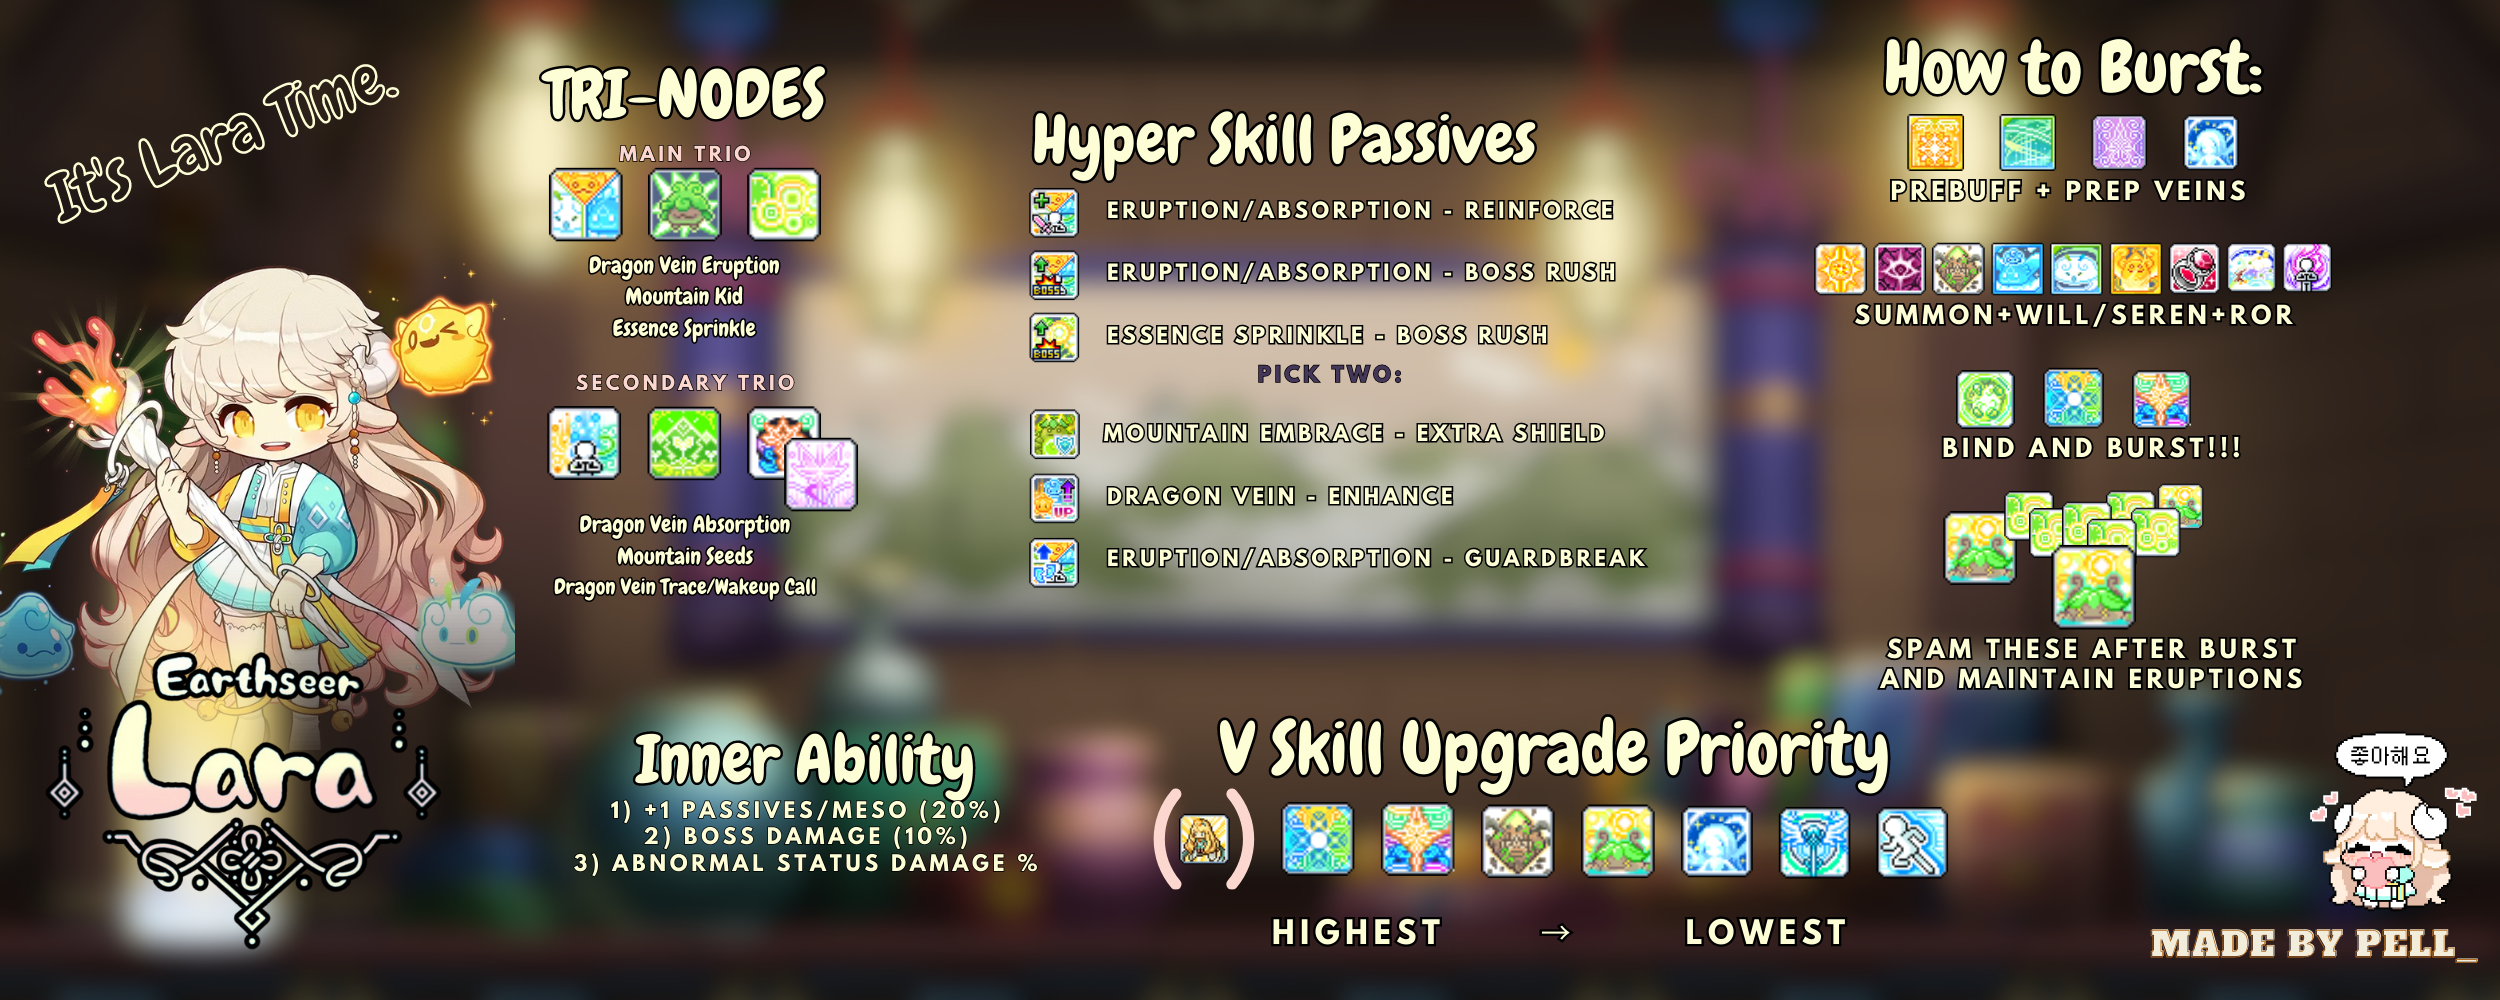 It's Lara Time.
Earthseer
Lara
TRI-NODES
MAIN TRIO
Dragon Vein Eruption
Mountain Kid
Essence Sprinkle
SECONDARY TRIO
Dragon Vein Absorption
Mountain Seeds
Dragon Vein Trace/Wakeup Call
Hyper Skill Passives
ERUPTION/ABSORPTION - REINFORCE
BOSS
ERUPTION/ABSORPTION - BOSS RUSH
BOSS
ESSENCE SPRINKLE - BOSS RUSH
PICK TWO:
MOUNTAIN EMBRACE - EXTRA SHIELD
UP
DRAGON VEIN - ENHANCE
ERUPTION/ABSORPTION - GUARDBREAK
How to Burst:
PREBUFF + PREP VEINS
SUMMON+WILL/SEREN+ROR
BIND AND BURST!!!
SPAM THESE AFTER BURST
AND MAINTAIN ERUPTIONS
Inner Ability
1) +1 PASSIVES/MESO (20%)
2) BOSS DAMAGE (10%)
3) ABNORMAL STATUS DAMAGE %
V Skill Upgrade Priority
( )
HIGHEST → LOWEST
좋아해요
MADE BY PELL_